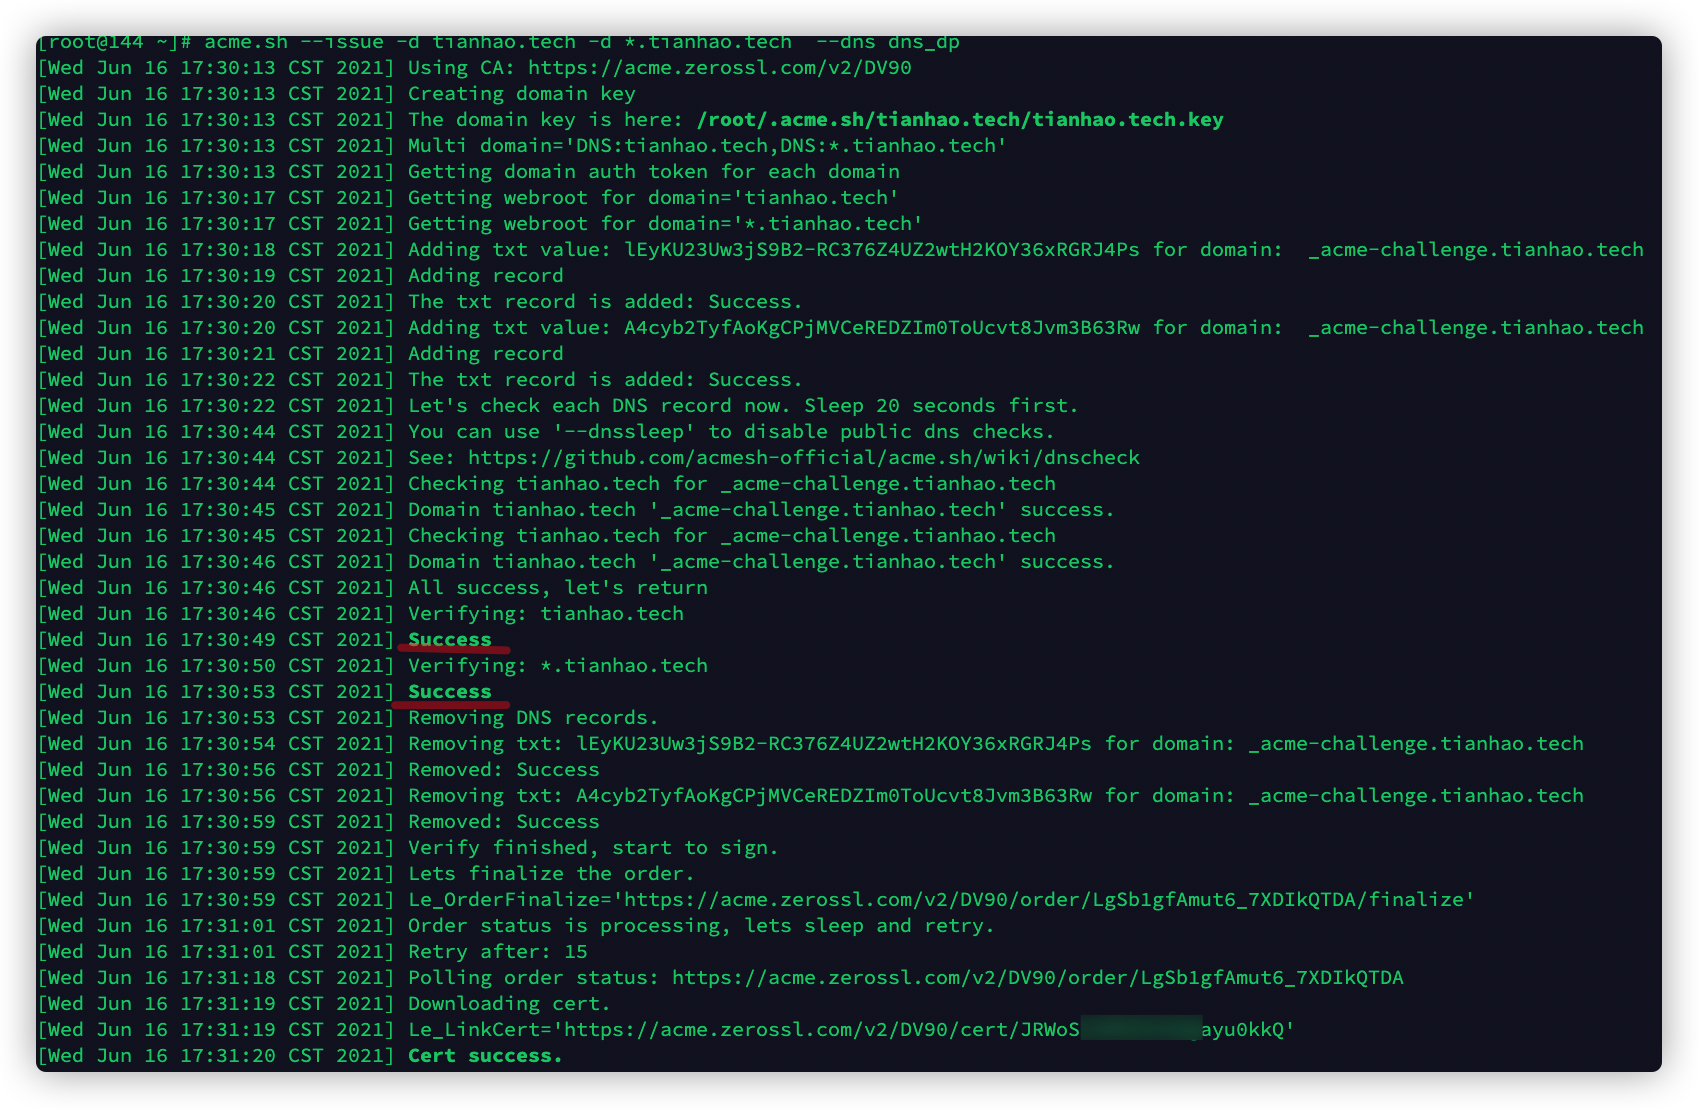 [root@144 ~]# acme.sh --issue -d tianhao.tech -d *.tianhao.tech  --dns dns_dp
[Wed Jun 16 17:30:13 CST 2021] Using CA: https://acme.zerossl.com/v2/DV90
[Wed Jun 16 17:30:13 CST 2021] Creating domain key
[Wed Jun 16 17:30:13 CST 2021] The domain key is here: /root/.acme.sh/tianhao.tech/tianhao.tech.key
[Wed Jun 16 17:30:13 CST 2021] Multi domain='DNS:tianhao.tech,DNS:*.tianhao.tech'
[Wed Jun 16 17:30:13 CST 2021] Getting domain auth token for each domain
[Wed Jun 16 17:30:17 CST 2021] Getting webroot for domain='tianhao.tech'
[Wed Jun 16 17:30:17 CST 2021] Getting webroot for domain='*.tianhao.tech'
[Wed Jun 16 17:30:18 CST 2021] Adding txt value: lEyKU23Uw3jS9B2-RC376Z4UZ2wtH2KOY36xRGRJ4Ps for domain:  _acme-challenge.tianhao.tech
[Wed Jun 16 17:30:19 CST 2021] Adding record
[Wed Jun 16 17:30:20 CST 2021] The txt record is added: Success.
[Wed Jun 16 17:30:20 CST 2021] Adding txt value: A4cyb2TyfAoKgCPjMVCeREDZIm0ToUcvt8Jvm3B63Rw for domain:  _acme-challenge.tianhao.tech
[Wed Jun 16 17:30:21 CST 2021] Adding record
[Wed Jun 16 17:30:22 CST 2021] The txt record is added: Success.
[Wed Jun 16 17:30:22 CST 2021] Let's check each DNS record now. Sleep 20 seconds first.
[Wed Jun 16 17:30:44 CST 2021] You can use '--dnssleep' to disable public dns checks.
[Wed Jun 16 17:30:44 CST 2021] See: https://github.com/acmesh-official/acme.sh/wiki/dnscheck
[Wed Jun 16 17:30:44 CST 2021] Checking tianhao.tech for _acme-challenge.tianhao.tech
[Wed Jun 16 17:30:45 CST 2021] Domain tianhao.tech '_acme-challenge.tianhao.tech' success.
[Wed Jun 16 17:30:45 CST 2021] Checking tianhao.tech for _acme-challenge.tianhao.tech
[Wed Jun 16 17:30:46 CST 2021] Domain tianhao.tech '_acme-challenge.tianhao.tech' success.
[Wed Jun 16 17:30:46 CST 2021] All success, let's return
[Wed Jun 16 17:30:46 CST 2021] Verifying: tianhao.tech
[Wed Jun 16 17:30:49 CST 2021] Success
[Wed Jun 16 17:30:50 CST 2021] Verifying: *.tianhao.tech
[Wed Jun 16 17:30:53 CST 2021] Success
[Wed Jun 16 17:30:53 CST 2021] Removing DNS records.
[Wed Jun 16 17:30:54 CST 2021] Removing txt: lEyKU23Uw3jS9B2-RC376Z4UZ2wtH2KOY36xRGRJ4Ps for domain: _acme-challenge.tianhao.tech
[Wed Jun 16 17:30:56 CST 2021] Removed: Success
[Wed Jun 16 17:30:56 CST 2021] Removing txt: A4cyb2TyfAoKgCPjMVCeREDZIm0ToUcvt8Jvm3B63Rw for domain: _acme-challenge.tianhao.tech
[Wed Jun 16 17:30:59 CST 2021] Removed: Success
[Wed Jun 16 17:30:59 CST 2021] Verify finished, start to sign.
[Wed Jun 16 17:30:59 CST 2021] Lets finalize the order.
[Wed Jun 16 17:30:59 CST 2021] Le_OrderFinalize='https://acme.zerossl.com/v2/DV90/order/LgSb1gfAmut6_7XDIkQTDA/finalize'
[Wed Jun 16 17:31:01 CST 2021] Order status is processing, lets sleep and retry.
[Wed Jun 16 17:31:01 CST 2021] Retry after: 15
[Wed Jun 16 17:31:18 CST 2021] Polling order status: https://acme.zerossl.com/v2/DV90/order/LgSb1gfAmut6_7XDIkQTDA
[Wed Jun 16 17:31:19 CST 2021] Downloading cert.
[Wed Jun 16 17:31:19 CST 2021] Le_LinkCert='https://acme.zerossl.com/v2/DV90/cert/JRWoS ayu0kkQ'
[Wed Jun 16 17:31:20 CST 2021] Cert success.